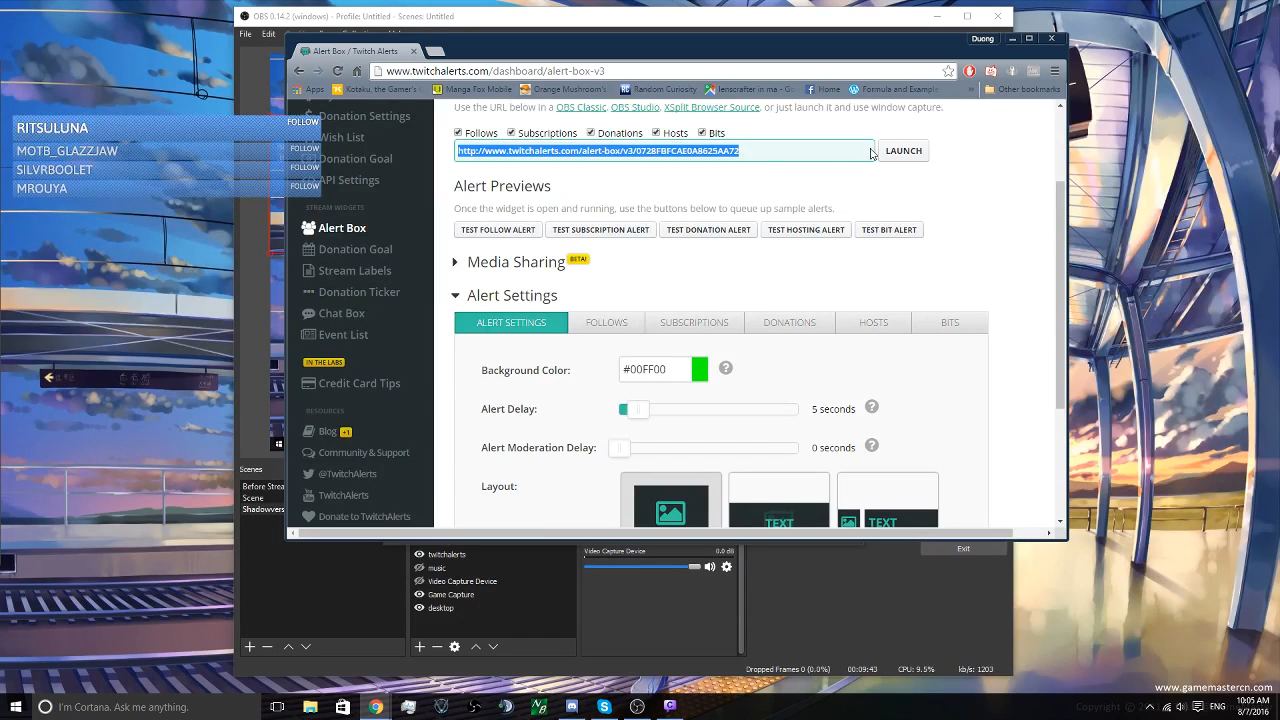 OBS 0.14.2 (windows) - Profile: Untitled - Scenes: Untitled
File Edit
Duong
Alert Box / Twitch Alerts
www.twitchalerts.com/dashboard/alert-box-v3
Apps Kotaku, the Gamer's Manga Fox Mobile Orange Mushroom's Random Curiosity lenscrafter in ma - Go Home Formula and Example » Other bookmarks
RITSULUNA FOLLOW
MOTB_GLAZZJAW FOLLOW
SILVRBOOLET FOLLOW
MROUYA FOLLOW
Donation Settings
Wish List
Donation Goal
API Settings
STREAM WIDGETS
Alert Box
Donation Goal
Stream Labels
Donation Ticker
Chat Box
Event List
IN THE LABS
Credit Card Tips
RESOURCES
Blog +1
Community & Support
@TwitchAlerts
TwitchAlerts
Donate to TwitchAlerts
Use the URL below in OBS Classic, OBS Studio, XSplit Browser Source, or just launch it and use window capture.
Follows Subscriptions Donations Hosts Bits
http://www.twitchalerts.com/alert-box/v3/0728FBFCAE0A8625AA72 LAUNCH
Alert Previews
Once the widget is open and running, use the buttons below to queue up sample alerts.
TEST FOLLOW ALERT TEST SUBSCRIPTION ALERT TEST DONATION ALERT TEST HOSTING ALERT TEST BIT ALERT
Media Sharing BETA!
Alert Settings
ALERT SETTINGS FOLLOWS SUBSCRIPTIONS DONATIONS HOSTS BITS
Background Color: #00FF00 ?
Alert Delay: 5 seconds ?
Alert Moderation Delay: 0 seconds ?
Layout:
TEXT TEXT
Scenes
Before Strea
Scene
Shadowvers
twitchalerts
music
Video Capture Device
Game Capture
desktop
Video Capture Device 0.0 dB
Exit
Dropped Frames 0 (0.0%) 00:09:43 CPU: 9.5% kb/s: 1203
www.gamemastercn.com
I'm Cortana. Ask me anything.
ENG
10:05 AM
8/7/2016